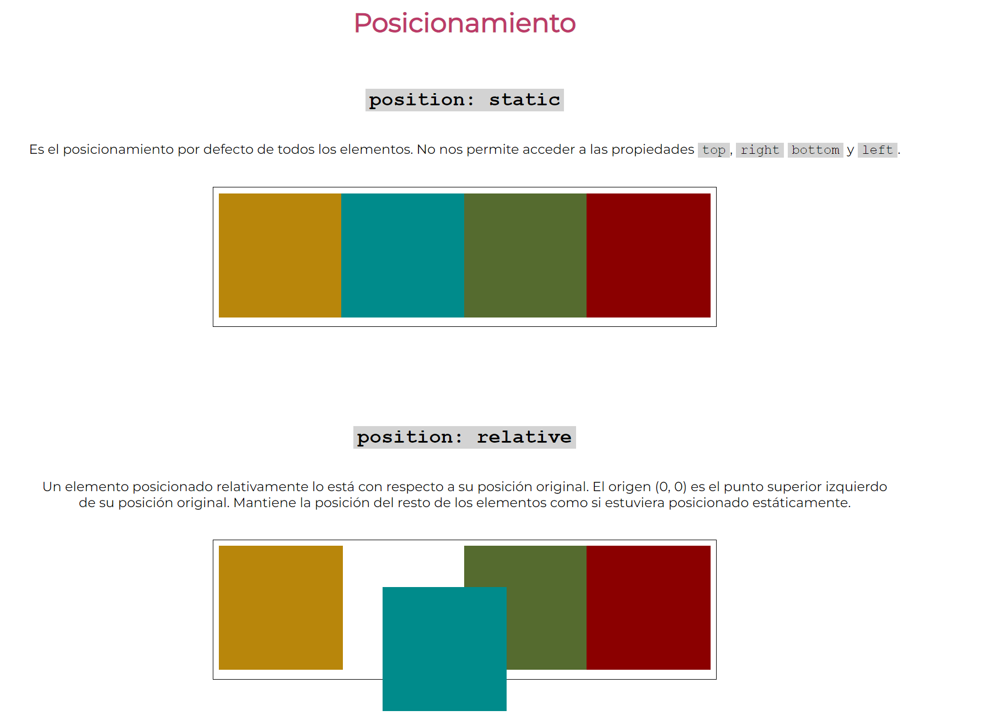 Posicionamiento
position: static
Es el posicionamiento por defecto de todos los elementos. No nos permite acceder a las propiedades top, right bottom y left.
position: relative
Un elemento posicionado relativamente lo está con respecto a su posición original. El origen (0, 0) es el punto superior izquierdo
de su posición original. Mantiene la posición del resto de los elementos como si estuviera posicionado estáticamente.